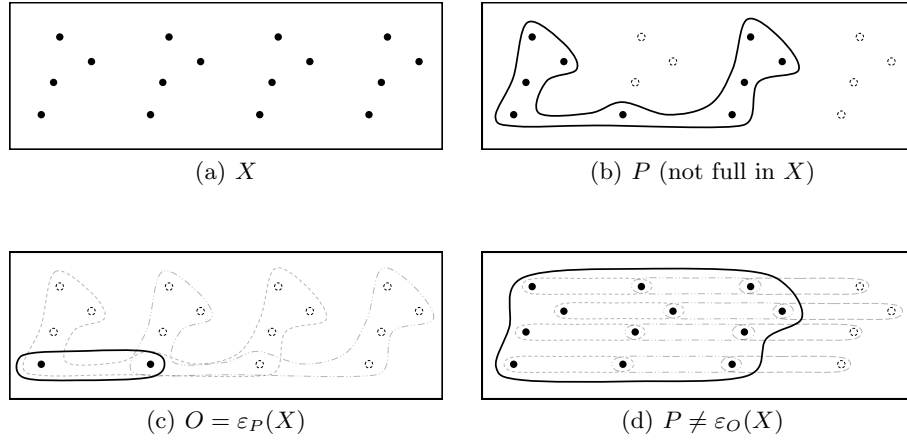 (a) X
(b) P (not full in X)
(c) O = ε_P(X)
(d) P ≠ ε_O(X)